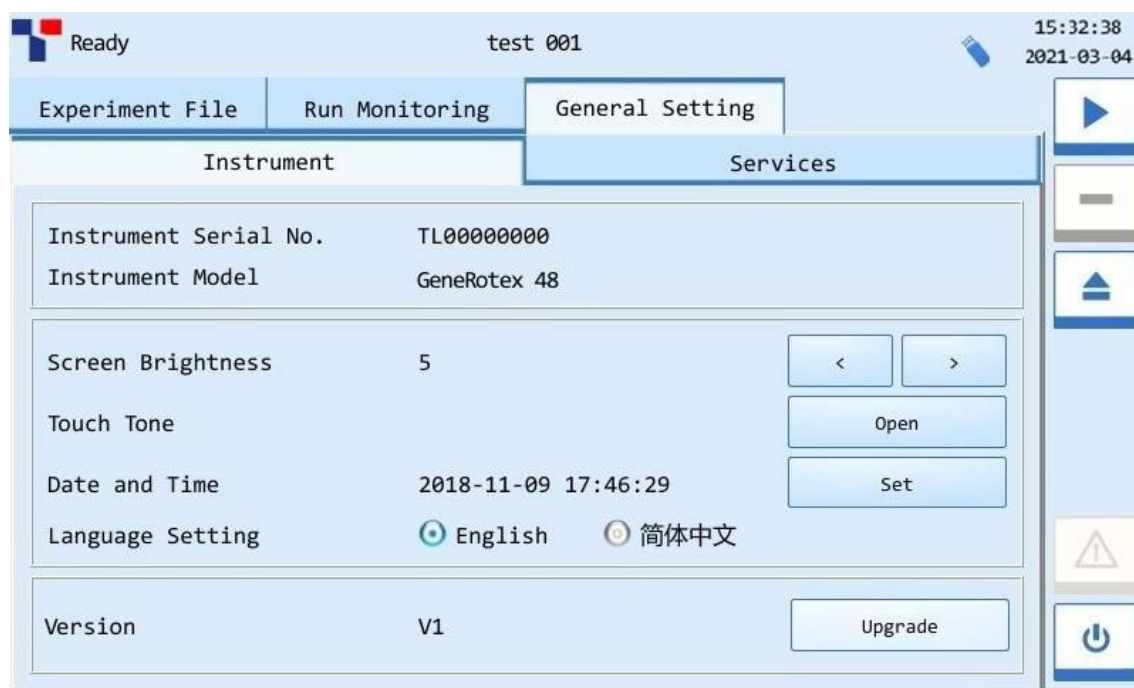 Ready test 001 15:32:38
2021-03-04
Experiment File Run Monitoring General Setting
Instrument Services
Instrument Serial No. TL00000000
Instrument Model GeneRotex 48
Screen Brightness 5 < >
Touch Tone Open
Date and Time 2018-11-09 17:46:29 Set
Language Setting English 简体中文
Version V1 Upgrade